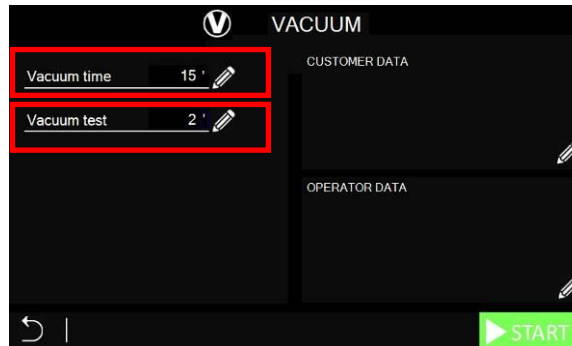 V VACUUM
Vacuum time 15 '
Vacuum test 2 '
CUSTOMER DATA
OPERATOR DATA
START